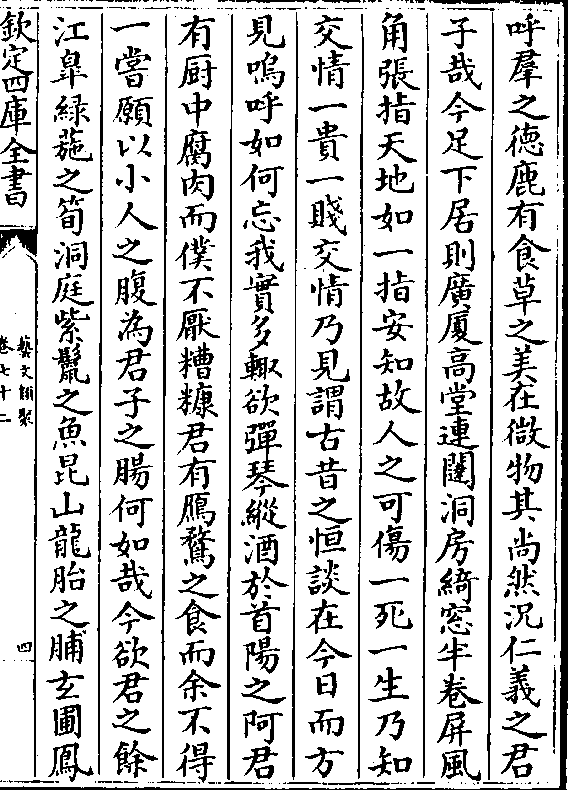 呼羣之徳鹿有食草之美在微物其尚然況仁義之君
子哉今足下居則廣厦高堂連闥洞房綺窓半卷屏風
角張指天地如一指安知故人之可傷一死一生乃知
交情一貴一賤交情乃見謂古昔之恒談在今日而方
見嗚呼如何忘我實多輙欲彈琴縱酒於首陽之阿君
有厨中腐肉而僕不厭糟糠君有鴈鶩之食而余不得
一嘗願以小人之腹為君子之腸何如哉今欲君之餘
江臯緑葹之筍洞庭紫鬛之魚昆山龍胎之脯玄圃鳳
欽定四庫全書
藝文類聚
卷七十二
四